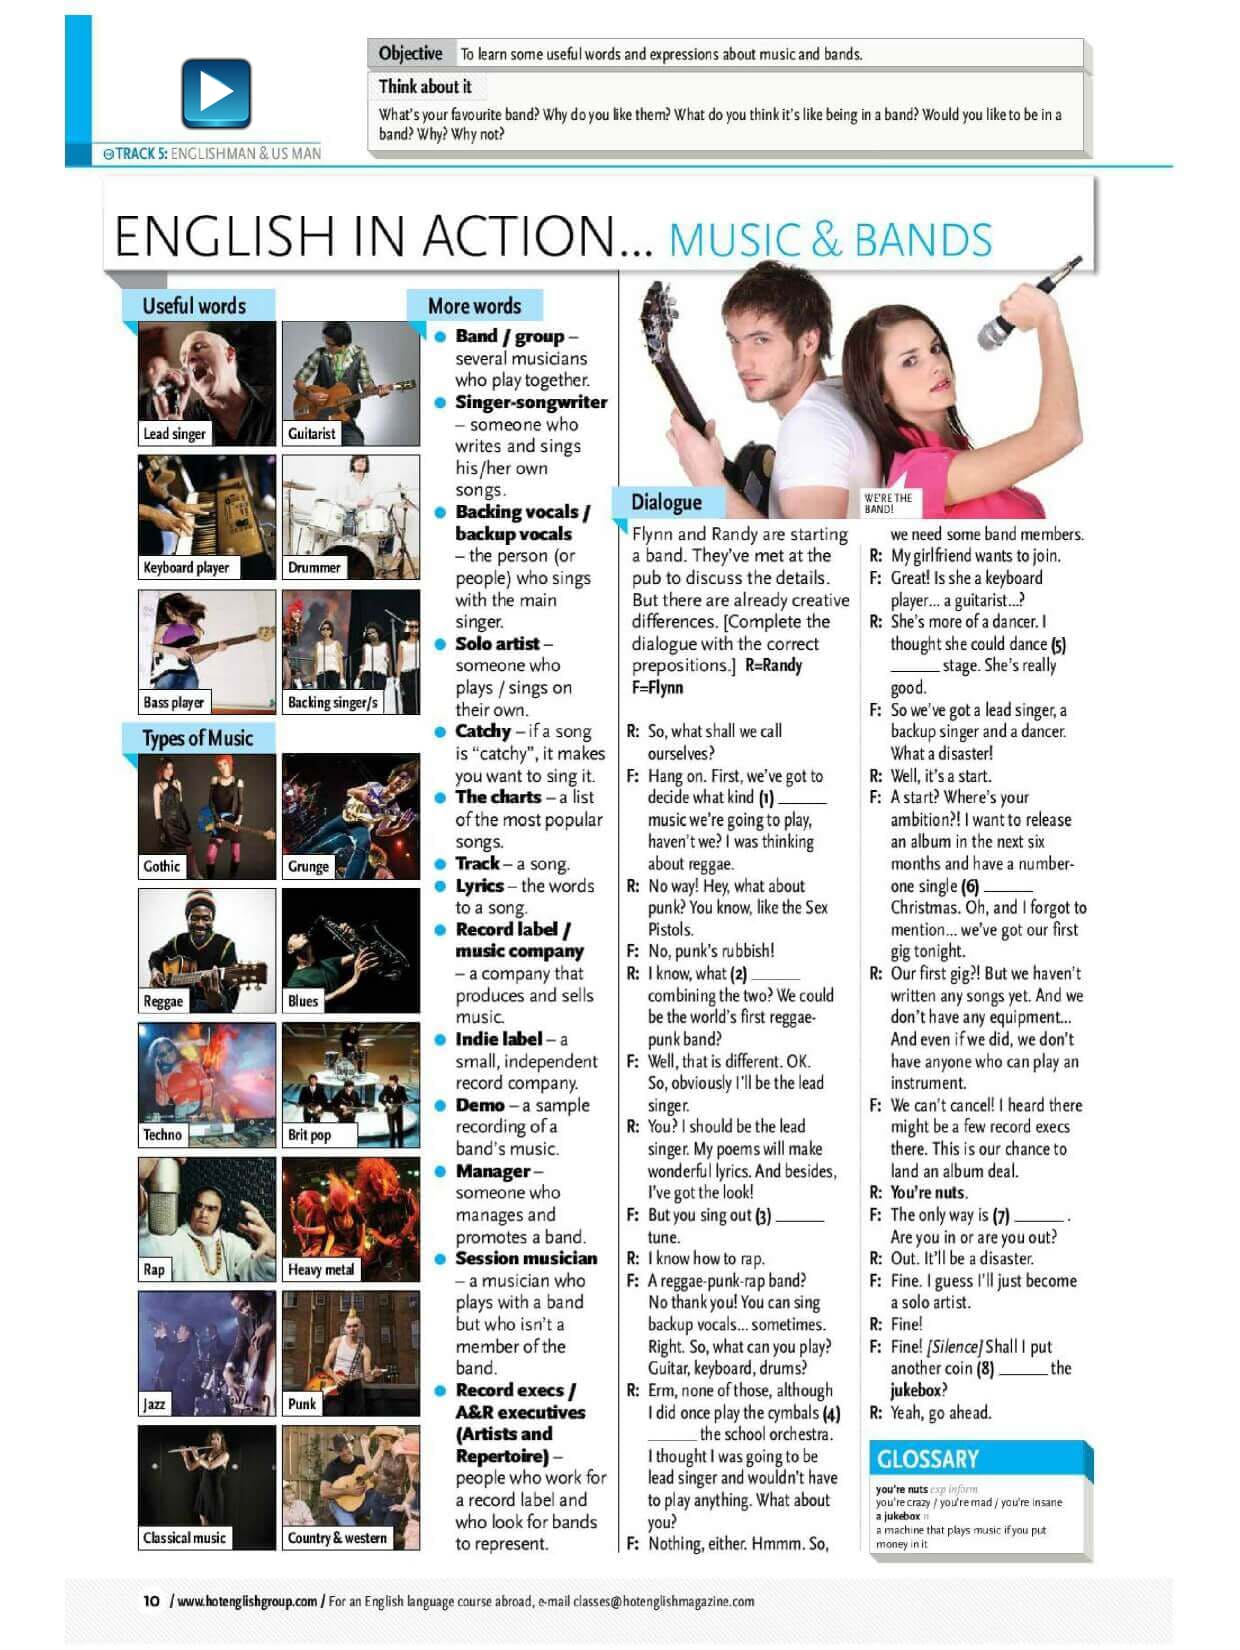 Objective To learn some useful words and expressions about music and bands.
Think about it
What's your favourite band? Why do you like them? What do you think it's like being in a band? Would you like to be in a
band? Why? Why not?
TRACK 5: ENGLISHMAN & US MAN
ENGLISH IN ACTION... MUSIC & BANDS
Useful words
Lead singer
Guitarist
Keyboard player
Drummer
Bass player
Backing singer/s
Types of Music
Gothic
Grunge
Reggae
Blues
Techno
Brit pop
Rap
Heavy metal
Jazz
Punk
Classical music
Country & western
More words
Band / group –
several musicians
who play together.
Singer-songwriter
– someone who
writes and sings
his/her own
songs.
Backing vocals /
backup vocals
– the person (or
people) who sings
with the main
singer.
Solo artist –
someone who
plays / sings on
their own.
Catchy – if a song
is “catchy”, it makes
you want to sing it.
The charts – a list
of the most popular
songs.
Track – a song.
Lyrics – the words
to a song.
Record label /
music company
– a company that
produces and sells
music.
Indie label – a
small, independent
record company.
Demo – a sample
recording of a
band's music.
Manager –
someone who
manages and
promotes a band.
Session musician
– a musician who
plays with a band
but who isn't a
member of the
band.
Record execs /
A&R executives
(Artists and
Repertoire) –
people who work for
a record label and
who look for bands
to represent.
WE'RE THE
BAND!
Dialogue
Flynn and Randy are starting
a band. They've met at the
pub to discuss the details.
But there are already creative
differences. [Complete the
dialogue with the correct
prepositions.] R=Randy
F=Flynn
R: So, what shall we call
ourselves?
F: Hang on. First, we've got to
decide what kind (1) ______
music we're going to play,
haven't we? I was thinking
about reggae.
R: No way! Hey, what about
punk? You know, like the Sex
Pistols.
F: No, punk's rubbish!
R: I know, what (2) ______
combining the two? We could
be the world's first reggae-
punk band?
F: Well, that is different. OK.
So, obviously I'll be the lead
singer.
R: You? I should be the lead
singer. My poems will make
wonderful lyrics. And besides,
I've got the look!
F: But you sing out (3) ______
tune.
R: I know how to rap.
F: A reggae-punk-rap band?
No thank you! You can sing
backup vocals... sometimes.
Right. So, what can you play?
Guitar, keyboard, drums?
R: Erm, none of those, although
I did once play the cymbals (4)
______ the school orchestra.
I thought I was going to be
lead singer and wouldn't have
to play anything. What about
you?
F: Nothing, either. Hmmm. So,
we need some band members.
R: My girlfriend wants to join.
F: Great! Is she a keyboard
player... a guitarist...?
R: She's more of a dancer. I
thought she could dance (5)
______ stage. She's really
good.
F: So we've got a lead singer, a
backup singer and a dancer.
What a disaster!
R: Well, it's a start.
F: A start? Where's your
ambition?! I want to release
an album in the next six
months and have a number-
one single (6) ______
Christmas. Oh, and I forgot to
mention... we've got our first
gig tonight.
R: Our first gig?! But we haven't
written any songs yet. And we
don't have any equipment...
And even if we did, we don't
have anyone who can play an
instrument.
F: We can't cancel! I heard there
might be a few record execs
there. This is our chance to
land an album deal.
R: You're nuts.
F: The only way is (7) ______ .
Are you in or are you out?
R: Out. It'll be a disaster.
F: Fine. I guess I'll just become
a solo artist.
R: Fine!
F: Fine! [Silence] Shall I put
another coin (8) ______ the
jukebox?
R: Yeah, go ahead.
GLOSSARY
you're nuts exp inform
you're crazy / you're mad / you're insane
a jukebox n
a machine that plays music if you put
money in it
10 / www.hotenglishgroup.com / For an English language course abroad, e-mail classes@hotenglishmagazine.com